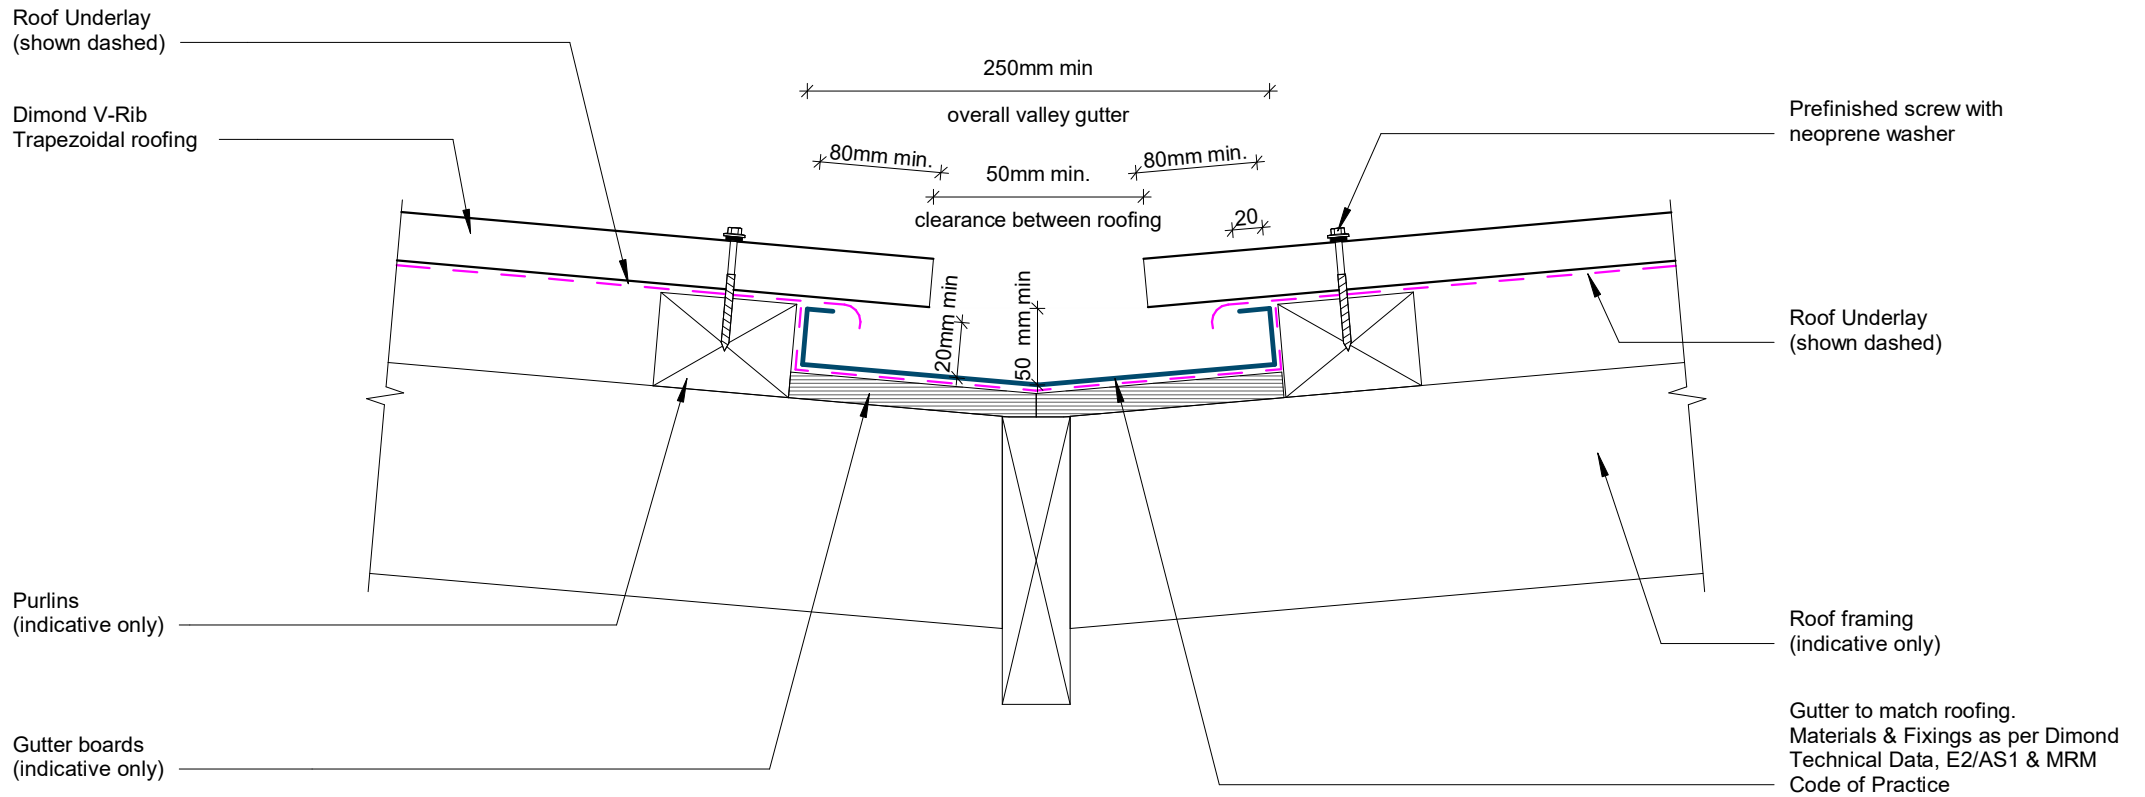 Roof Underlay
(shown dashed)
Dimond V-Rib
Trapezoidal roofing
250mm min
overall valley gutter
80mm min.
80mm min.
50mm min.
clearance between roofing
20
20mm min
50 mm min
Prefinished screw with
neoprene washer
Roof Underlay
(shown dashed)
Purlins
(indicative only)
Roof framing
(indicative only)
Gutter boards
(indicative only)
Gutter to match roofing.
Materials & Fixings as per Dimond
Technical Data, E2/AS1 & MRM
Code of Practice